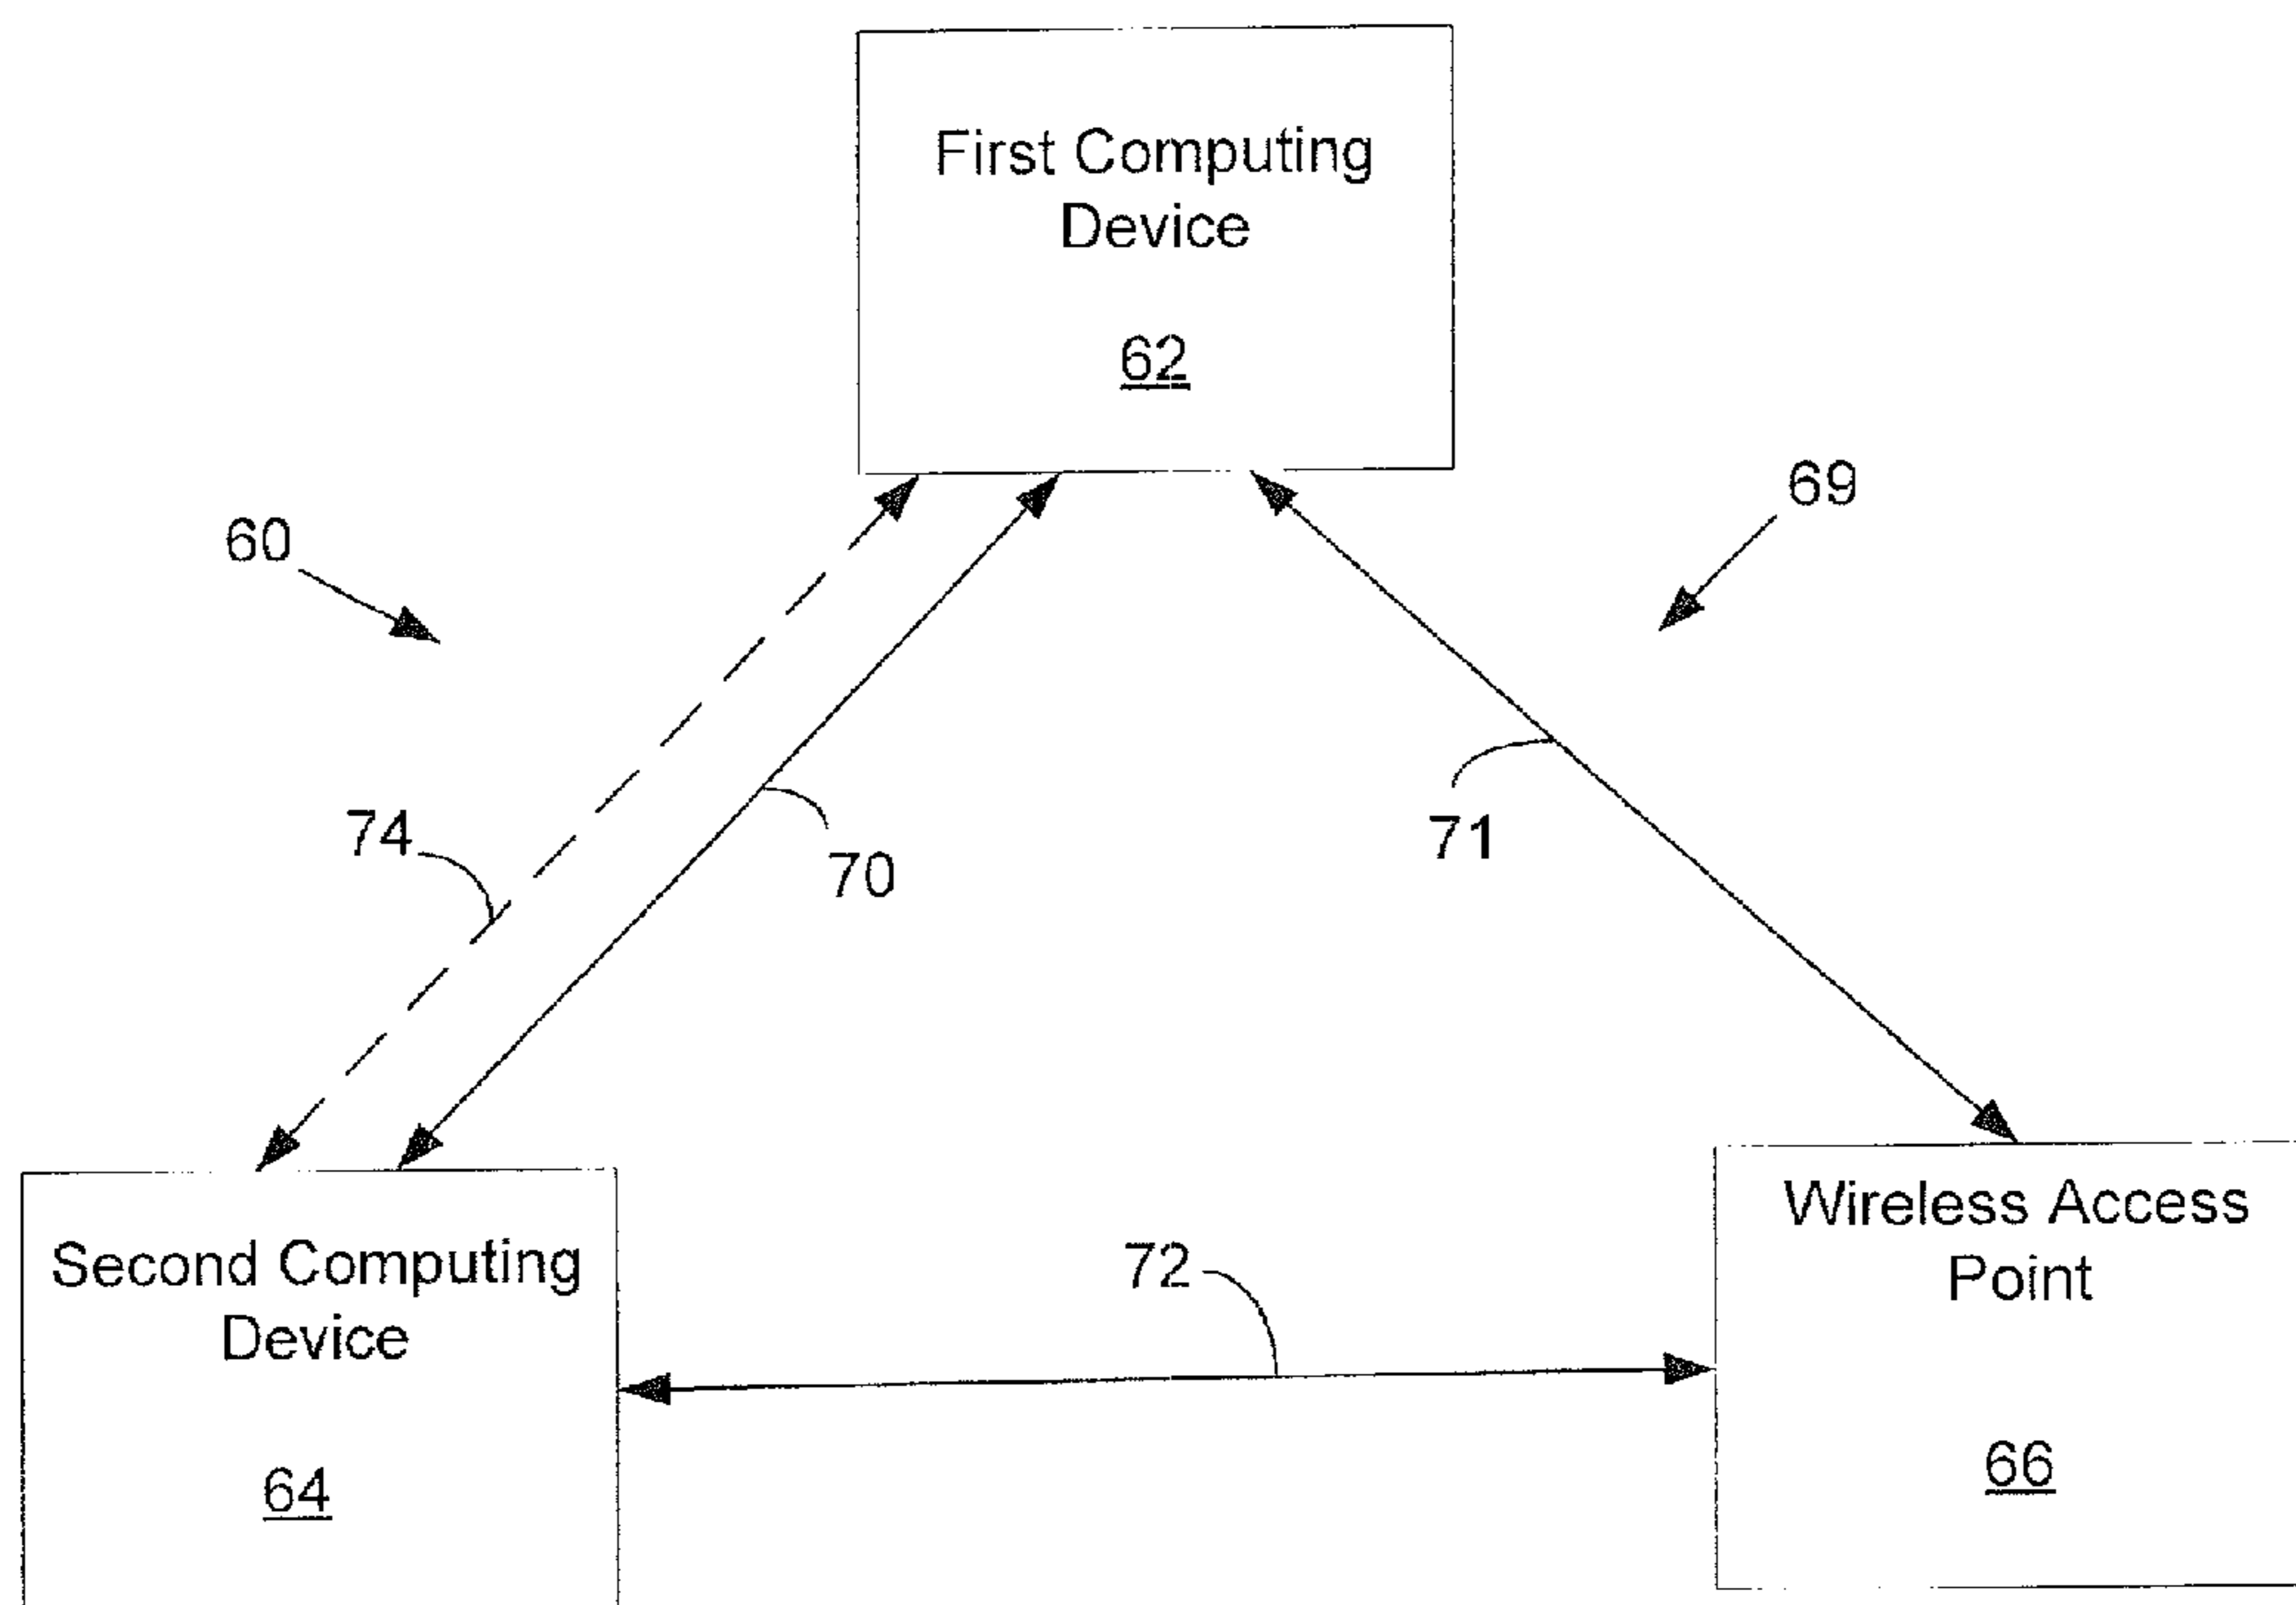 First Computing
Device
62
69
60
74
70
71
Second Computing
Device
64
72
Wireless Access
Point
66